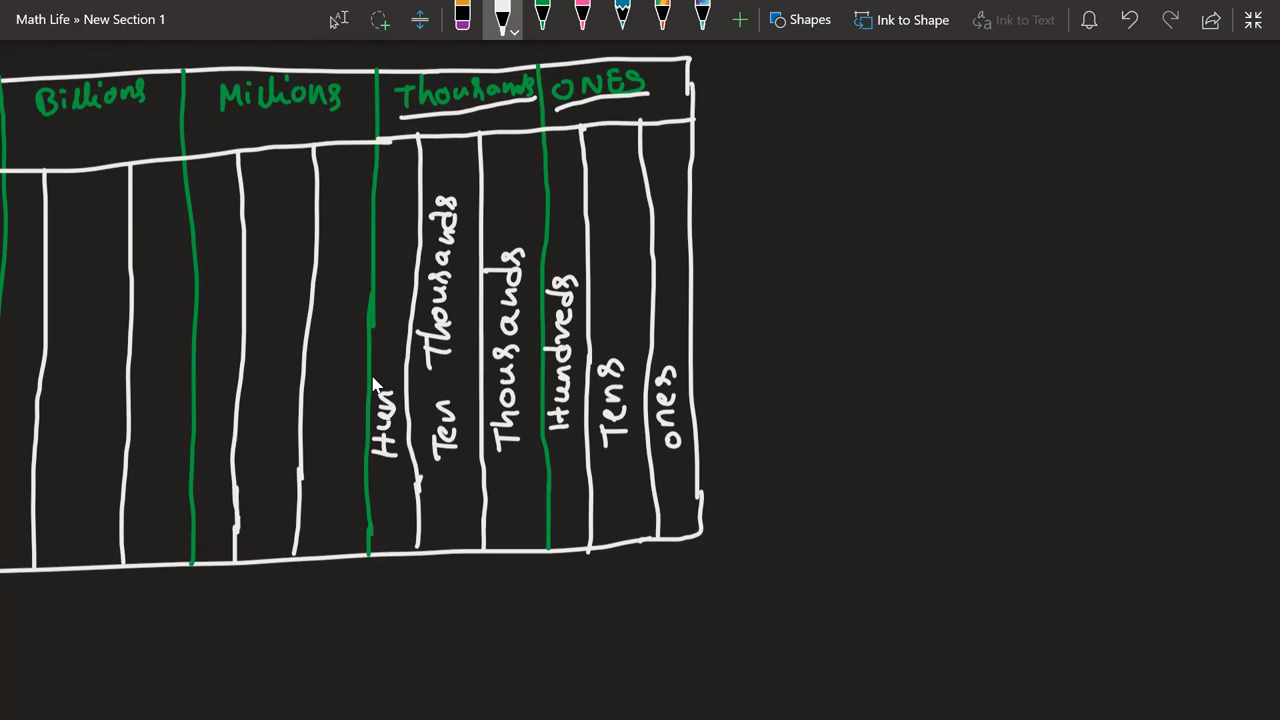 Math Life » New Section 1
Shapes
Ink to Shape
Ink to Text
Billions
Millions
Thousands
ONES
Hun
Ten Thousands
Thousands
Hundreds
Tens
ones